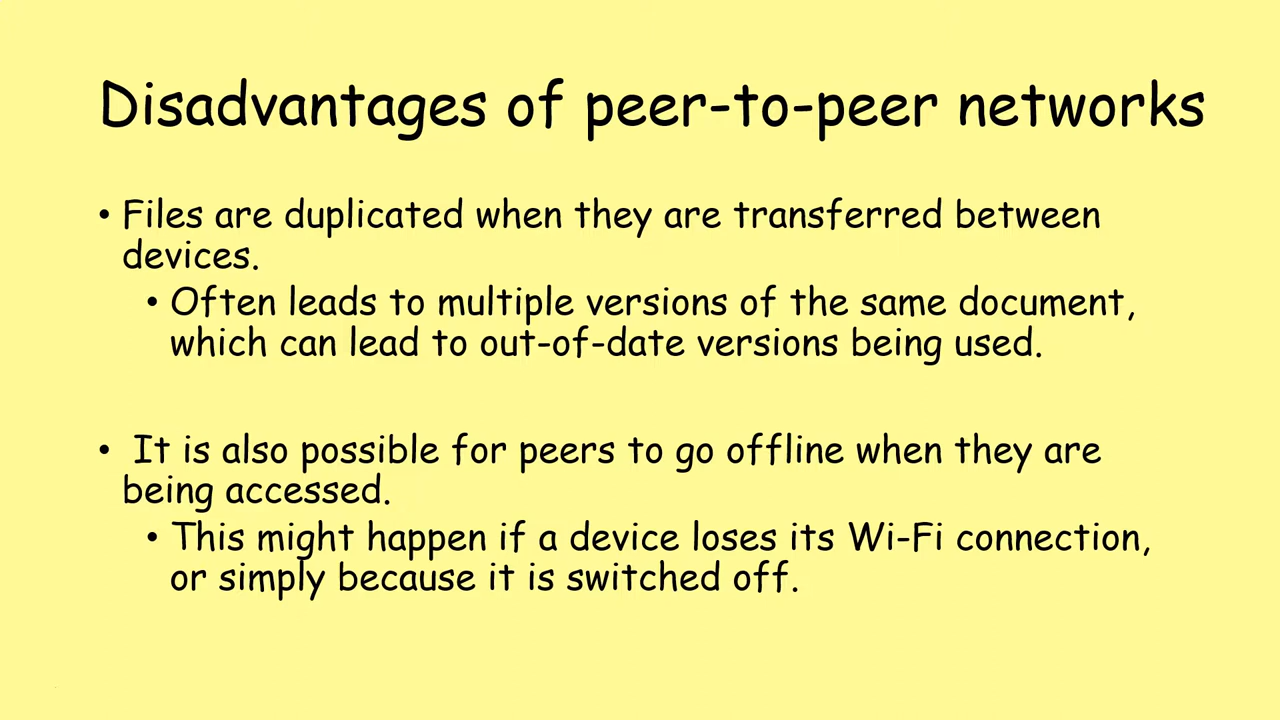 Disadvantages of peer-to-peer networks
• Files are duplicated when they are transferred between
devices.
• Often leads to multiple versions of the same document,
which can lead to out-of-date versions being used.
• It is also possible for peers to go offline when they are
being accessed.
• This might happen if a device loses its Wi-Fi connection,
or simply because it is switched off.